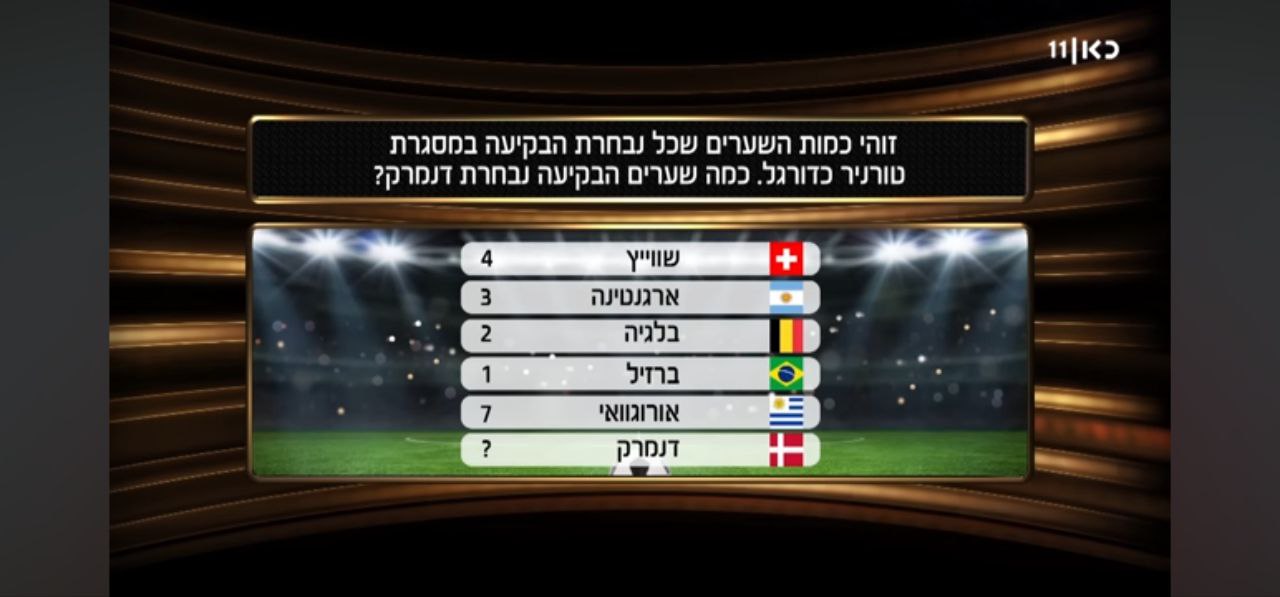 כאן 11
זוהי כמות השערים שכל נבחרת הבקיעה במסגרת
טורניר כדורגל. כמה שערים הבקיעה נבחרת דנמרק?
שווייץ 4
ארגנטינה 3
בלגיה 2
ברזיל 1
אורוגוואי 7
דנמרק ?